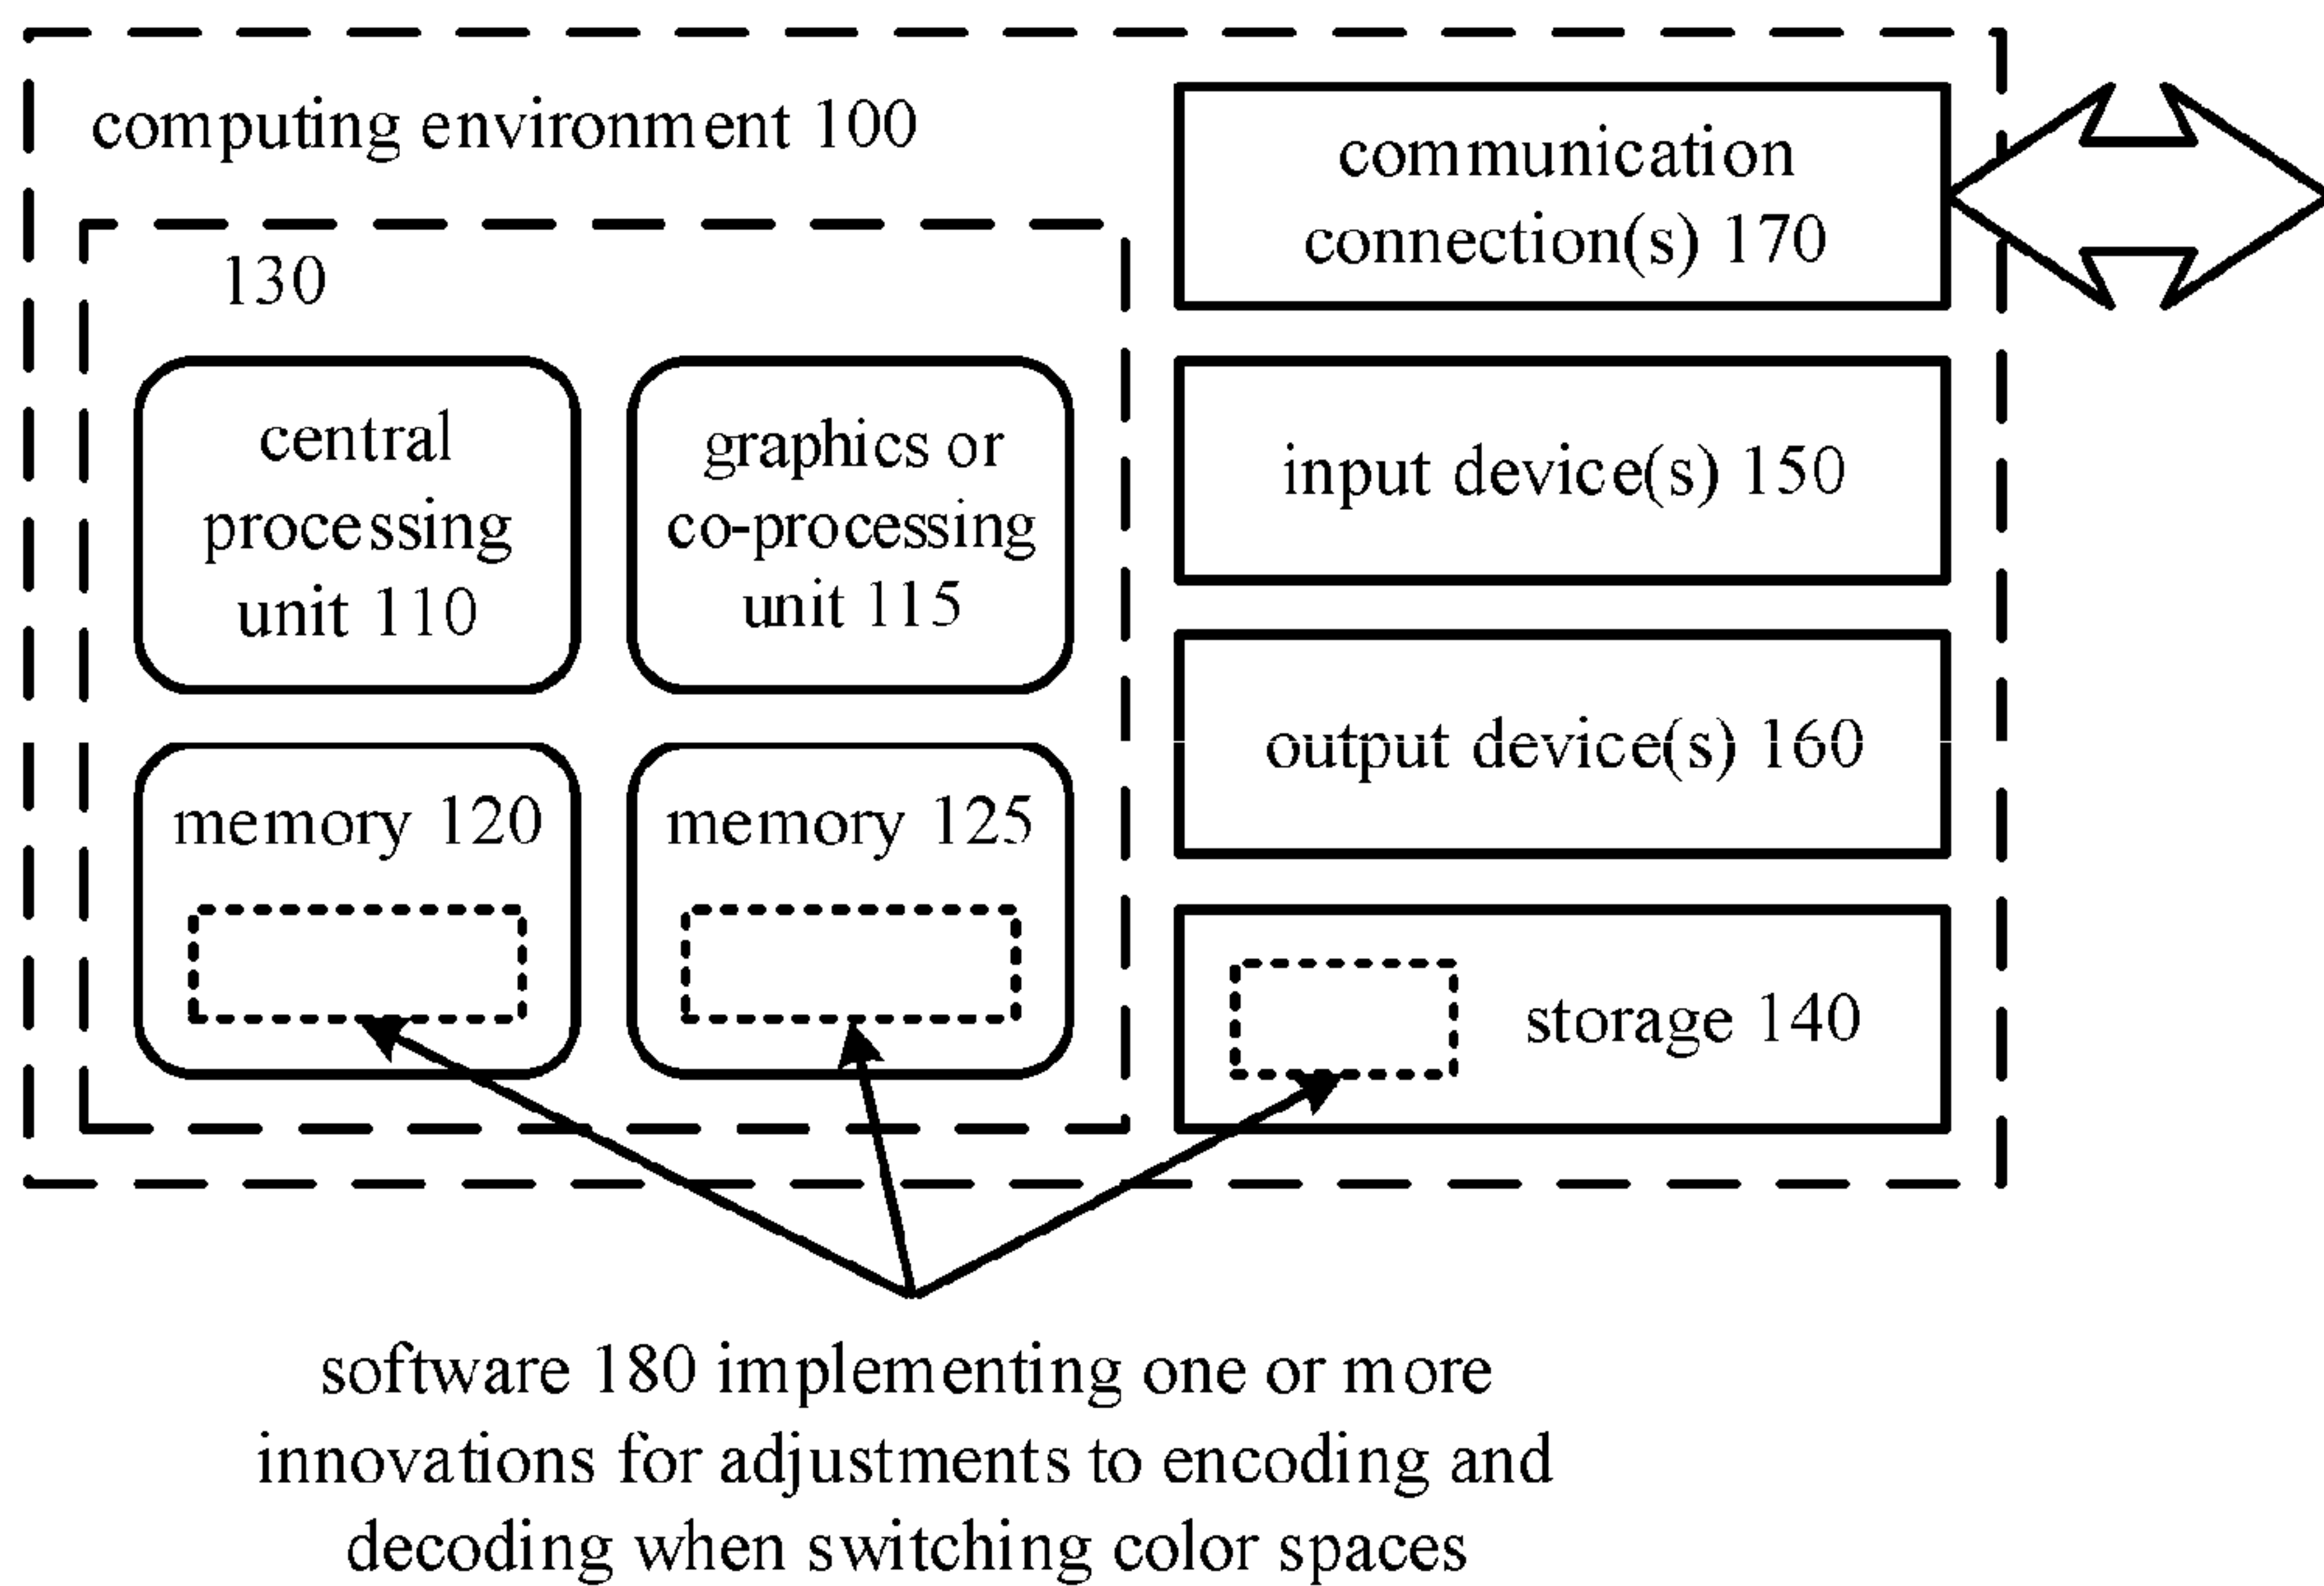 computing environment 100
communication
connection(s) 170
130
central
processing
unit 110
graphics or
co-processing
unit 115
input device(s) 150
output device(s) 160
memory 120
memory 125
storage 140
software 180 implementing one or more
innovations for adjustments to encoding and
decoding when switching color spaces